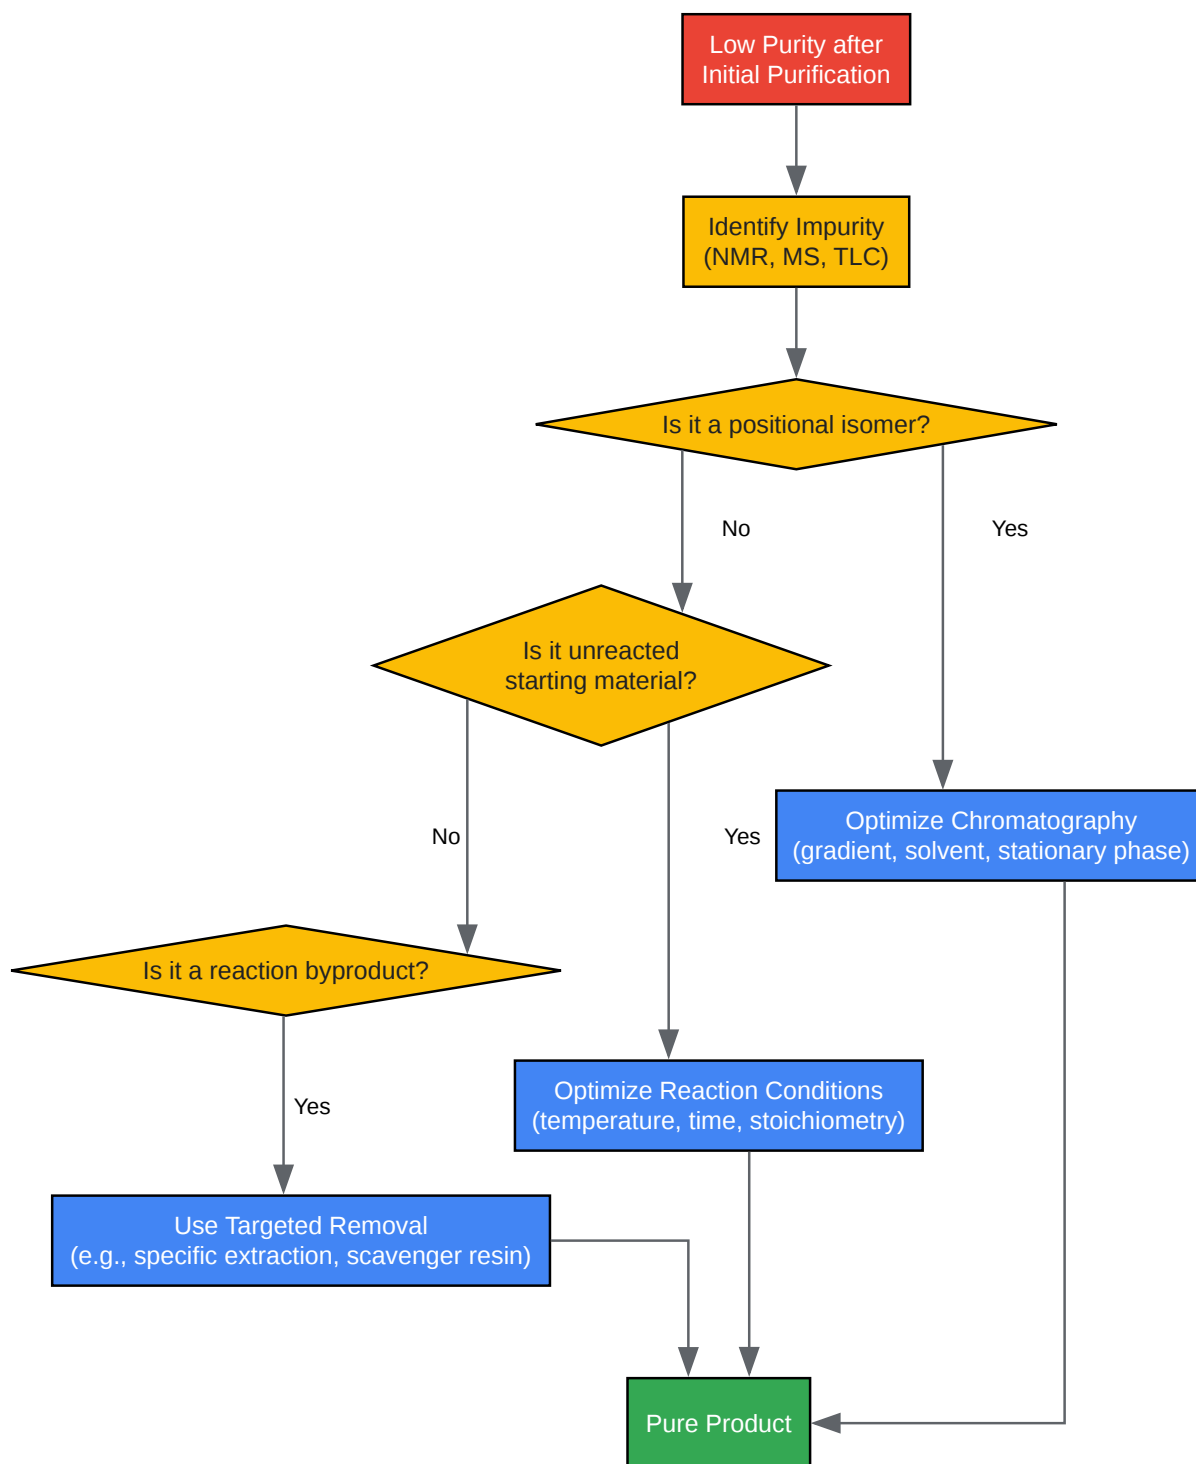 Low Purity after
Initial Purification
Identify Impurity
(NMR, MS, TLC)
Is it a positional isomer?
No
Yes
Is it unreacted
starting material?
Optimize Chromatography
(gradient, solvent, stationary phase)
No
Yes
Is it a reaction byproduct?
Optimize Reaction Conditions
(temperature, time, stoichiometry)
Yes
Use Targeted Removal
(e.g., specific extraction, scavenger resin)
Pure Product